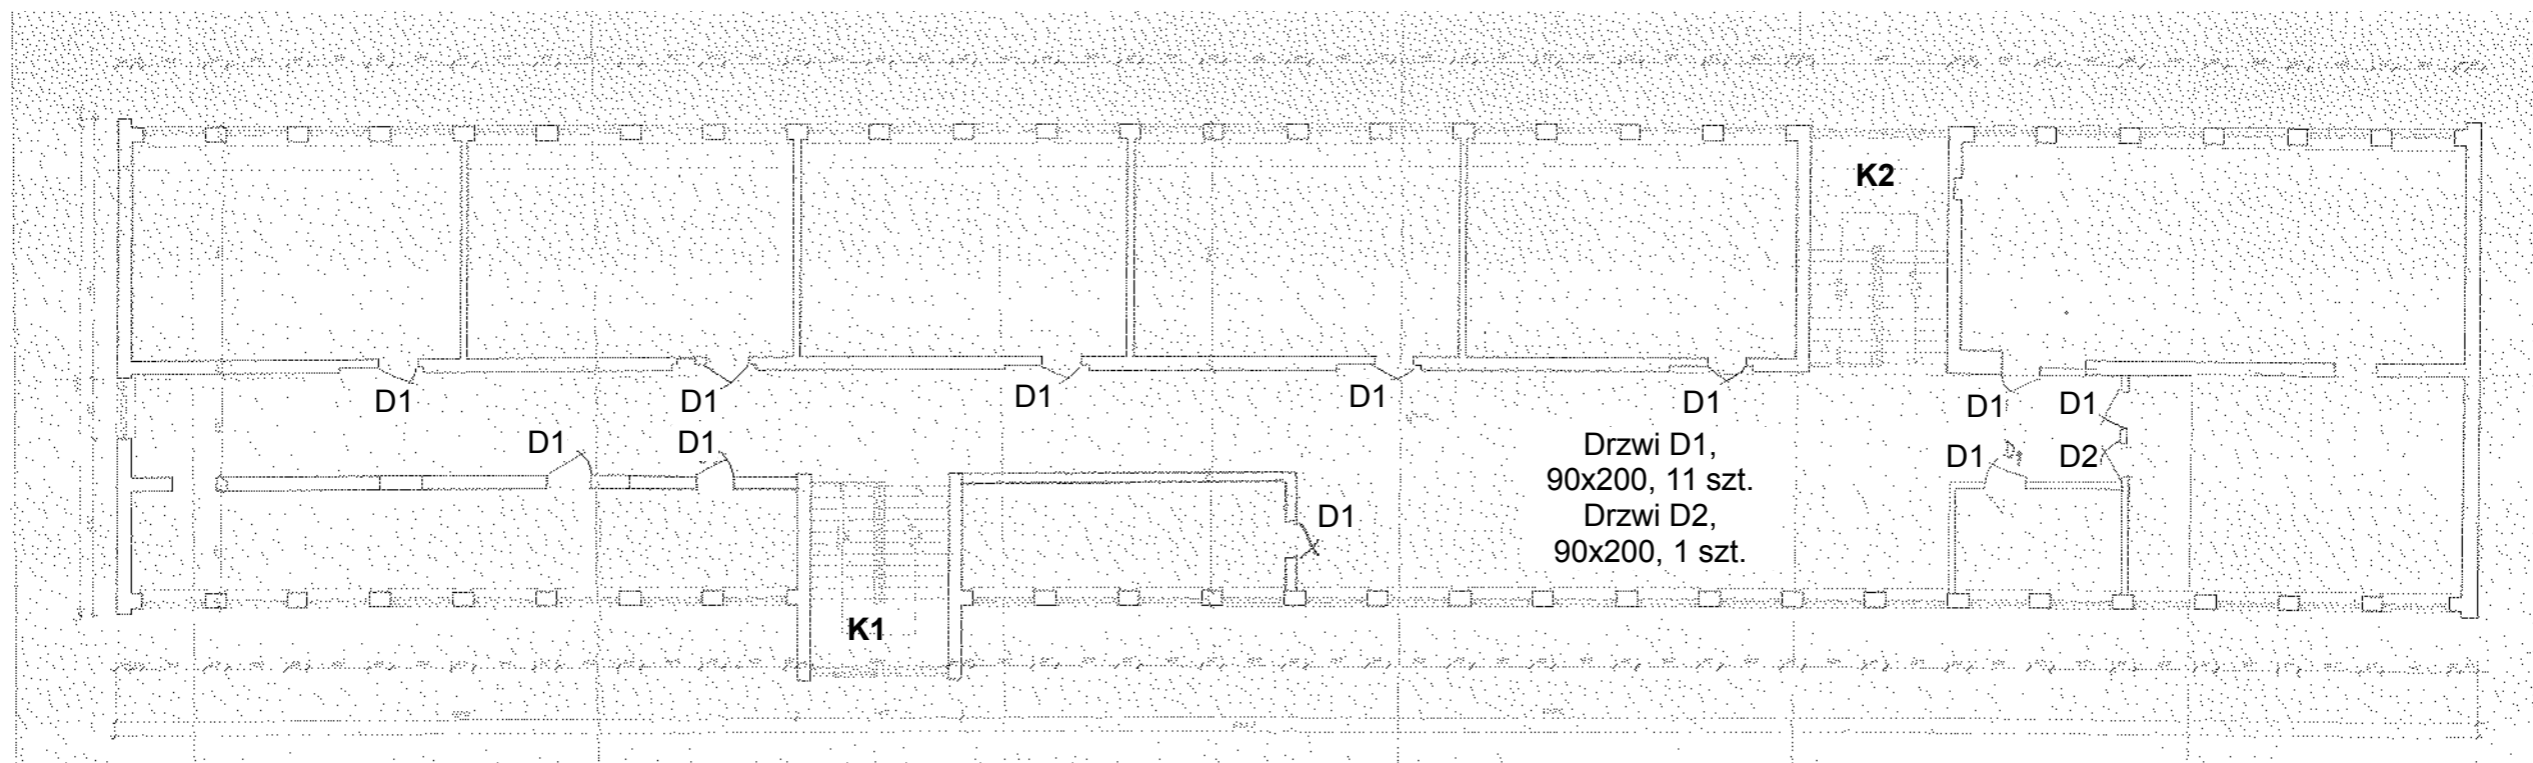 K2
D1
D1
D1
D1
D1
D1
D1
D1
D1
D1
D2
Drzwi D1,
90x200, 11 szt.
Drzwi D2,
90x200, 1 szt.
D1
K1